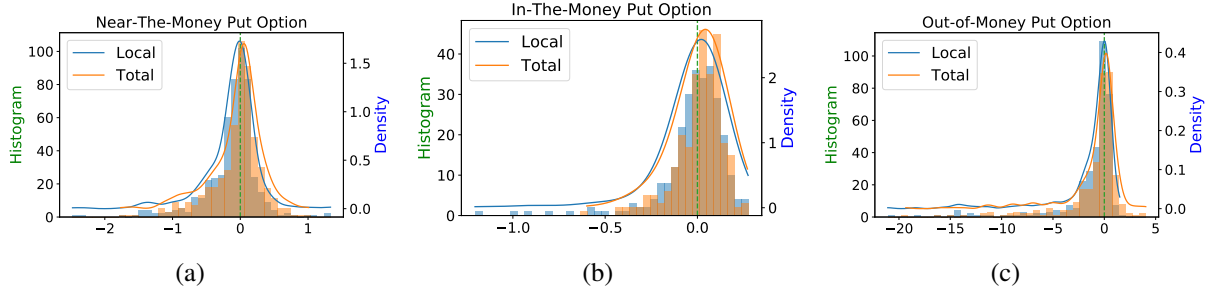 Near-The-Money Put Option
Histogram
0
20
40
60
80
100
Local
Total
0.0
0.5
1.0
1.5
Density
−2
−1
0
1
(a)
In-The-Money Put Option
Histogram
0
10
20
30
40
Local
Total
0
1
2
Density
−1.0
−0.5
0.0
(b)
Out-of-Money Put Option
Histogram
0
20
40
60
80
100
Local
Total
0.0
0.1
0.2
0.3
0.4
Density
−20
−15
−10
−5
0
5
(c)